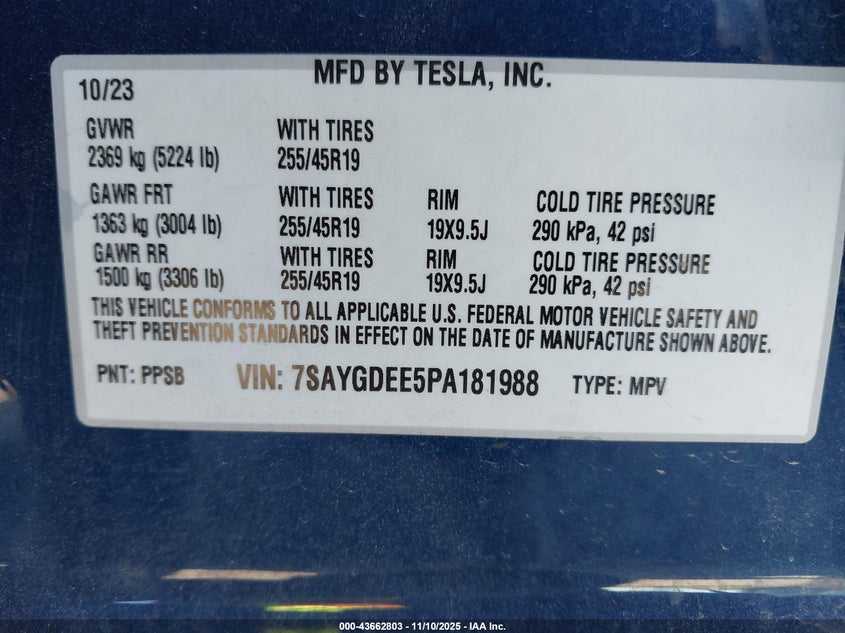 MFD BY TESLA, INC.
10/23
GVWR WITH TIRES
2369 kg (5224 lb) 255/45R19
GAWR FRT WITH TIRES RIM COLD TIRE PRESSURE
1363 kg (3004 lb) 255/45R19 19X9.5J 290 kPa, 42 psi
GAWR RR WITH TIRES RIM COLD TIRE PRESSURE
1500 kg (3306 lb) 255/45R19 19X9.5J 290 kPa, 42 psi
THIS VEHICLE CONFORMS TO ALL APPLICABLE U.S. FEDERAL MOTOR VEHICLE SAFETY AND
THEFT PREVENTION STANDARDS IN EFFECT ON THE DATE OF MANUFACTURE SHOWN ABOVE.
PNT: PPSB VIN: 7SAYGDEE5PA181988 TYPE: MPV
000-43662803 - 11/10/2025 - IAA Inc.